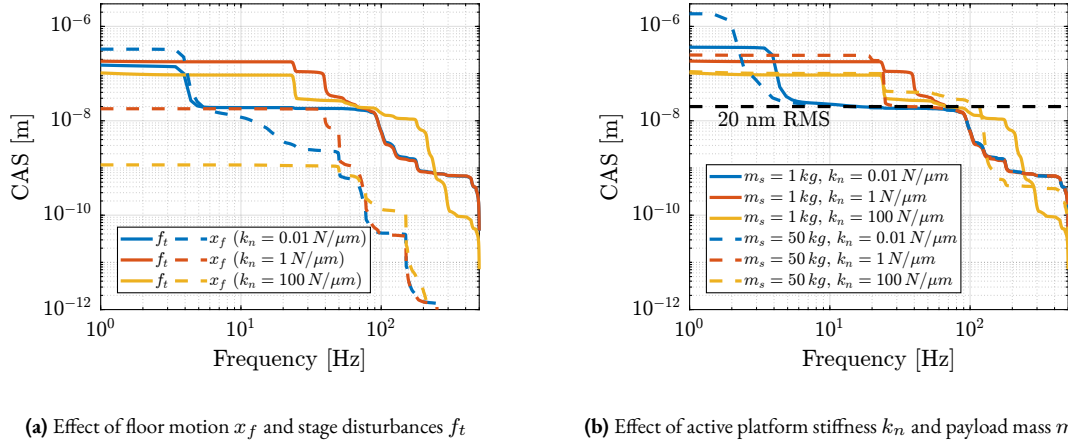 10^-6
10^-8
10^-10
10^-12
CAS [m]
f_t x_f (k_n = 0.01 N/μm)
f_t x_f (k_n = 1 N/μm)
f_t x_f (k_n = 100 N/μm)
10^0 10^1 10^2
Frequency [Hz]
(a) Effect of floor motion x_f and stage disturbances f_t
10^-6
10^-8
10^-10
10^-12
CAS [m]
20 nm RMS
m_s = 1 kg, k_n = 0.01 N/μm
m_s = 1 kg, k_n = 1 N/μm
m_s = 1 kg, k_n = 100 N/μm
m_s = 50 kg, k_n = 0.01 N/μm
m_s = 50 kg, k_n = 1 N/μm
m_s = 50 kg, k_n = 100 N/μm
10^0 10^1 10^2
Frequency [Hz]
(b) Effect of active platform stiffness k_n and payload mass